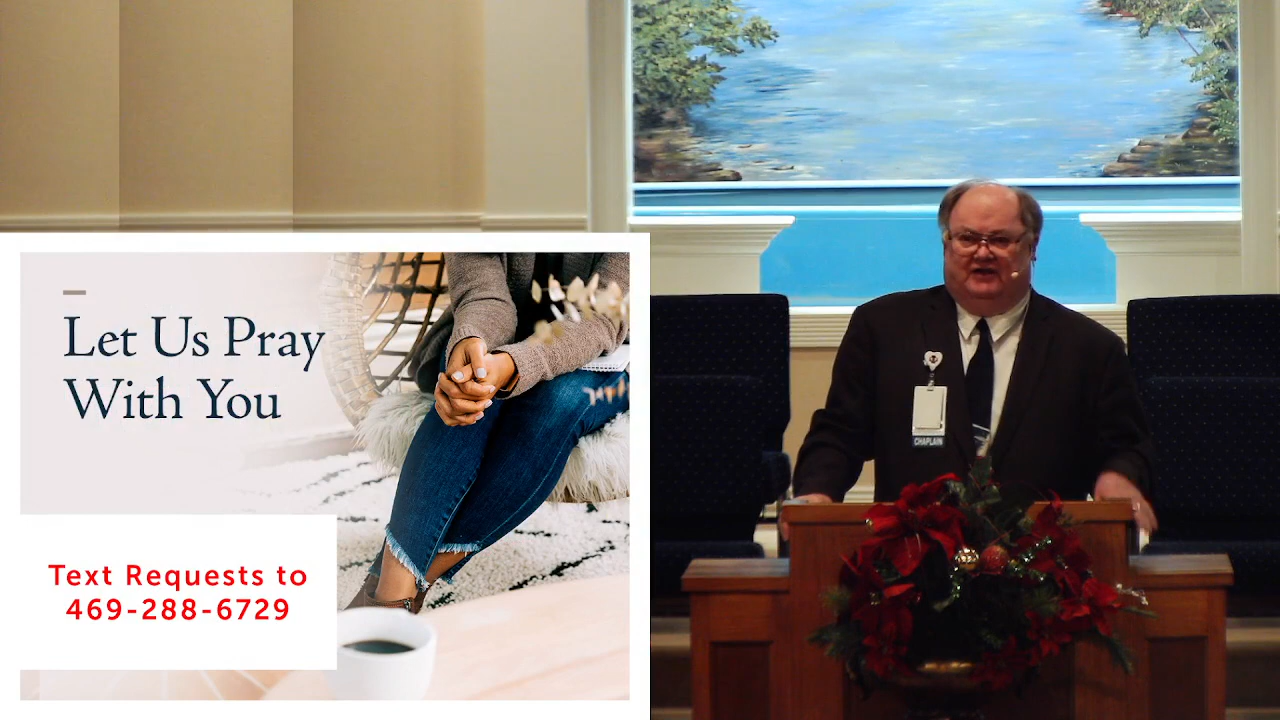 Let Us Pray
With You
Text Requests to
469-288-6729
CHAPLAIN